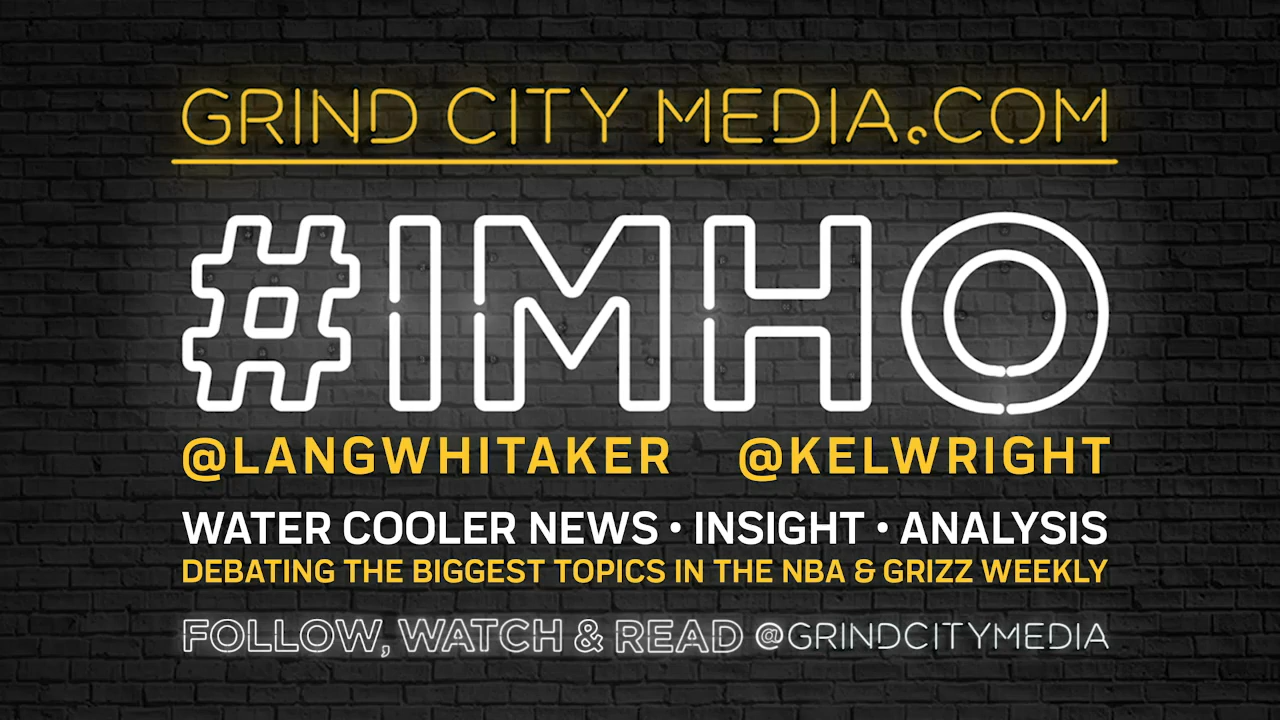 GRIND CITY MEDIA.COM
#IMHO
@LANGWHITAKER @KELWRIGHT
WATER COOLER NEWS • INSIGHT • ANALYSIS
DEBATING THE BIGGEST TOPICS IN THE NBA & GRIZZ WEEKLY
FOLLOW, WATCH & READ @GRINDCITYMEDIA